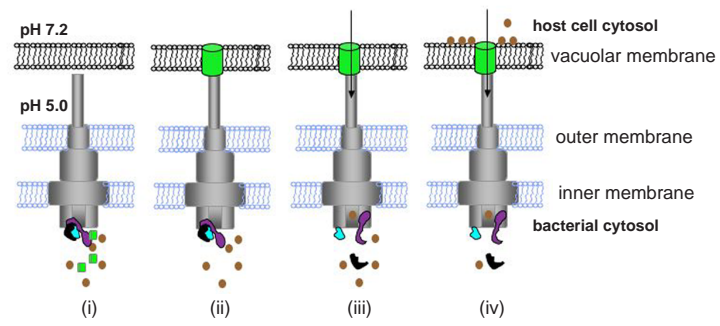 pH 7.2
host cell cytosol
vacuolar membrane
pH 5.0
outer membrane
inner membrane
bacterial cytosol
(i)
(ii)
(iii)
(iv)